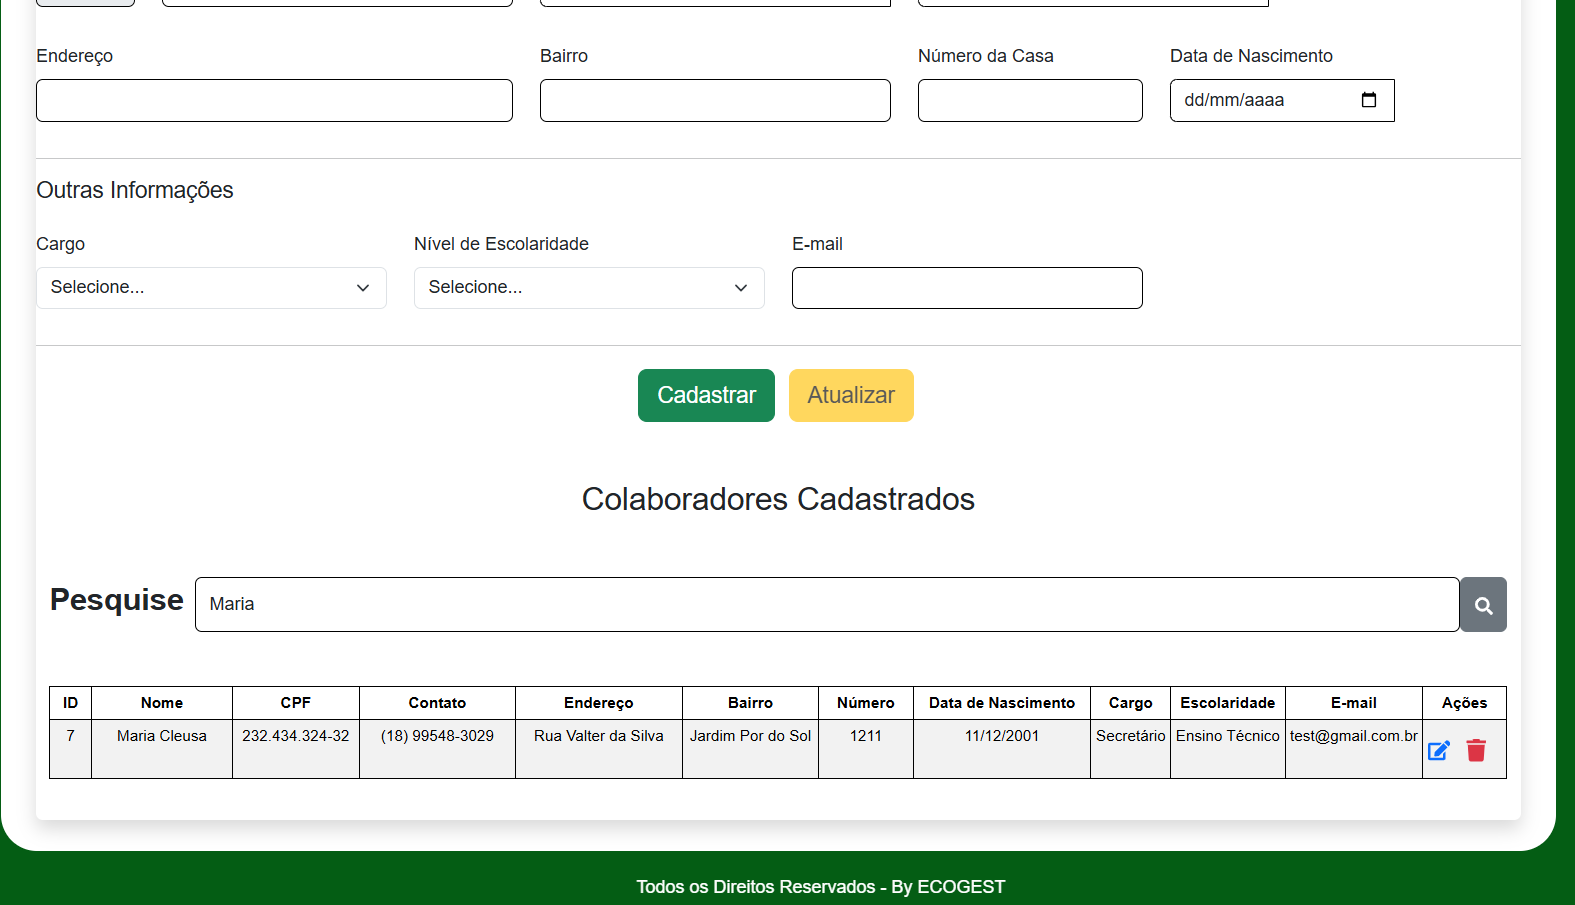 Endereço Bairro Número da Casa Data de Nascimento
dd/mm/aaaa
Outras Informações
Cargo Nível de Escolaridade E-mail
Selecione... Selecione...
Cadastrar Atualizar
Colaboradores Cadastrados
Pesquise Maria
ID Nome CPF Contato Endereço Bairro Número Data de Nascimento Cargo Escolaridade E-mail Ações
7 Maria Cleusa 232.434.324-32 (18) 99548-3029 Rua Valter da Silva Jardim Por do Sol 1211 11/12/2001 Secretário Ensino Técnico test@gmail.com.br
Todos os Direitos Reservados - By ECOGEST